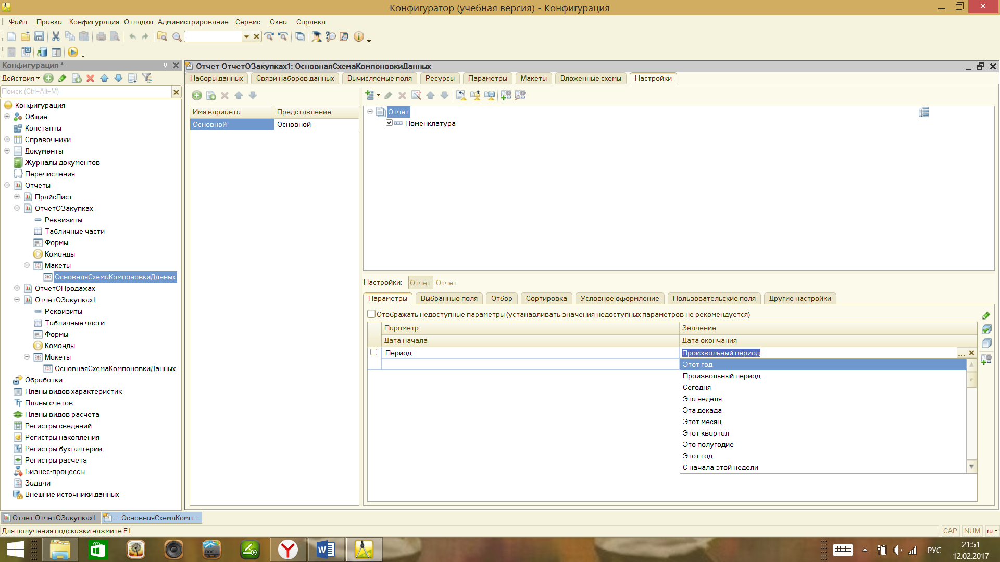 Конфигуратор (учебная версия) - Конфигурация
Файл Правка Конфигурация Отладка Администрирование Сервис Окна Справка
Конфигурация *
Действия
Поиск (Ctrl+Alt+M)
Конфигурация
Общие
Константы
Справочники
Документы
Журналы документов
Перечисления
Отчеты
ПрайсЛист
ОтчетОЗакупках
Реквизиты
Табличные части
Формы
Команды
Макеты
ОсновнаяСхемаКомпоновкиДанных
ОтчетОПродажах
ОтчетОЗакупках1
Реквизиты
Табличные части
Формы
Команды
Макеты
ОсновнаяСхемаКомпоновкиДанных
Обработки
Планы видов характеристик
Планы счетов
Планы видов расчета
Регистры сведений
Регистры накопления
Регистры бухгалтерии
Регистры расчета
Бизнес-процессы
Задачи
Внешние источники данных
Отчет ОтчетОЗакупках1: ОсновнаяСхемаКомпоновкиДанных
Наборы данных Связи наборов данных Вычисляемые поля Ресурсы Параметры Макеты Вложенные схемы Настройки
Имя варианта Представление
Основной Основной
Отчет
Номенклатура
Настройки: Отчет Отчет
Параметры Выбранные поля Отбор Сортировка Условное оформление Пользовательские поля Другие настройки
Отображать недоступные параметры (устанавливать значения недоступных параметров не рекомендуется)
Параметр Значение
Дата начала Дата окончания
Период Произвольный период ...
Этот год
Произвольный период
Сегодня
Эта неделя
Эта декада
Этот месяц
Этот квартал
Это полугодие
Этот год
С начала этой недели
Отчет ОтчетОЗакупках1 ...: ОсновнаяСхемаКомп...
Для получения подсказки нажмите F1
CAP NUM ru
DOC
РУС
21:51
12.02.2017